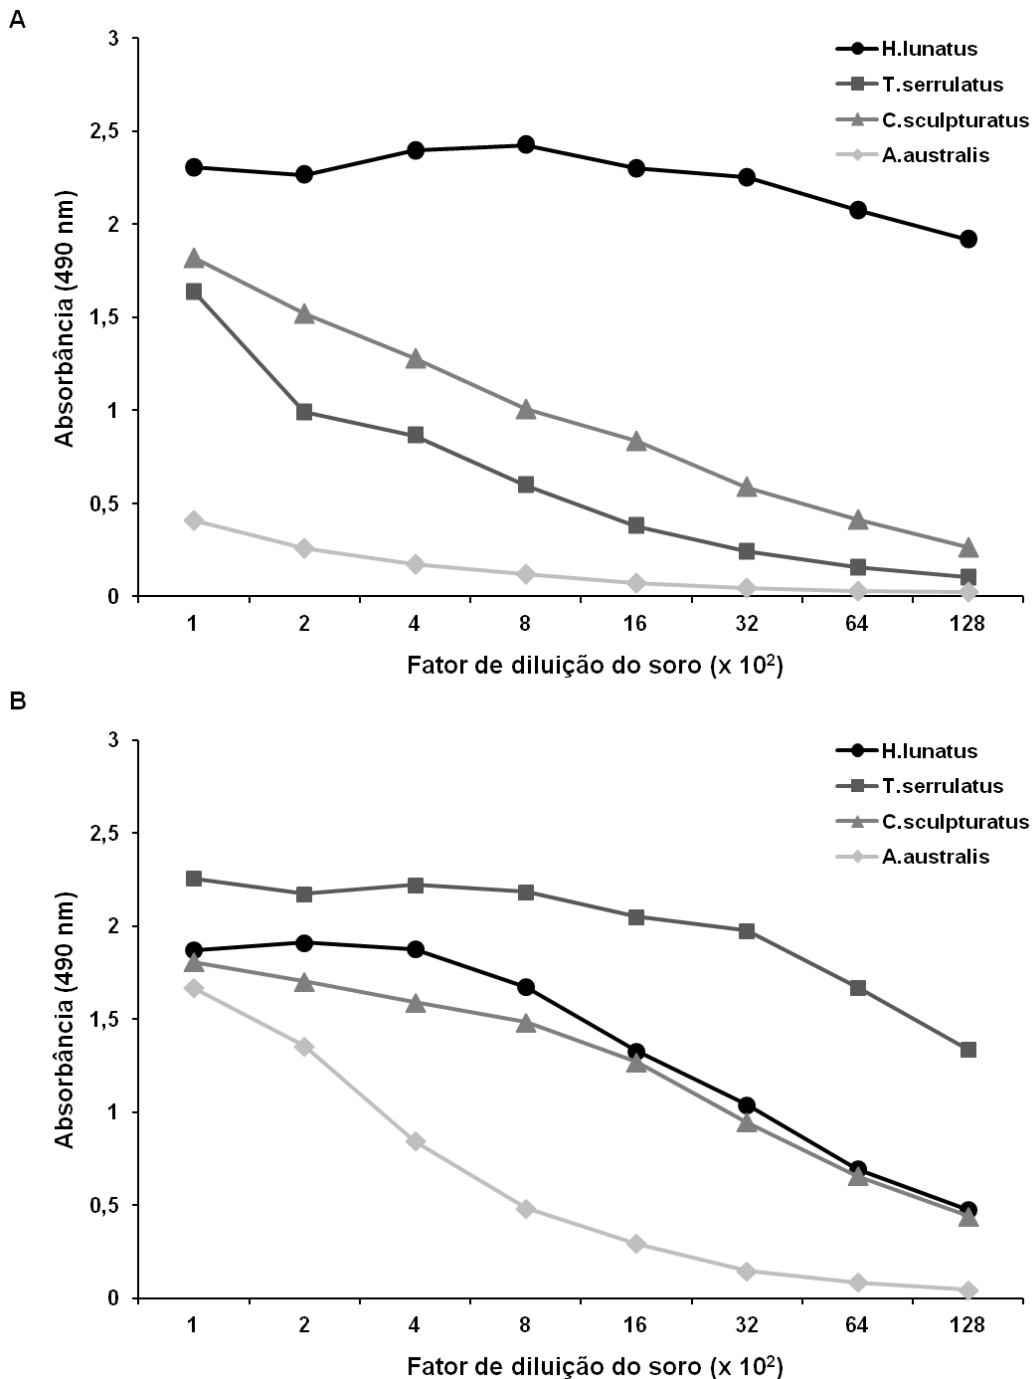 A
3
2,5
2
1,5
1
0,5
0
Absorbância (490 nm)
H.lunatus
T.serrulatus
C.sculpturatus
A.australis
1 2 4 8 16 32 64 128
Fator de diluição do soro (x 10²)
B
3
2,5
2
1,5
1
0,5
0
Absorbância (490 nm)
H.lunatus
T.serrulatus
C.sculpturatus
A.australis
1 2 4 8 16 32 64 128
Fator de diluição do soro (x 10²)